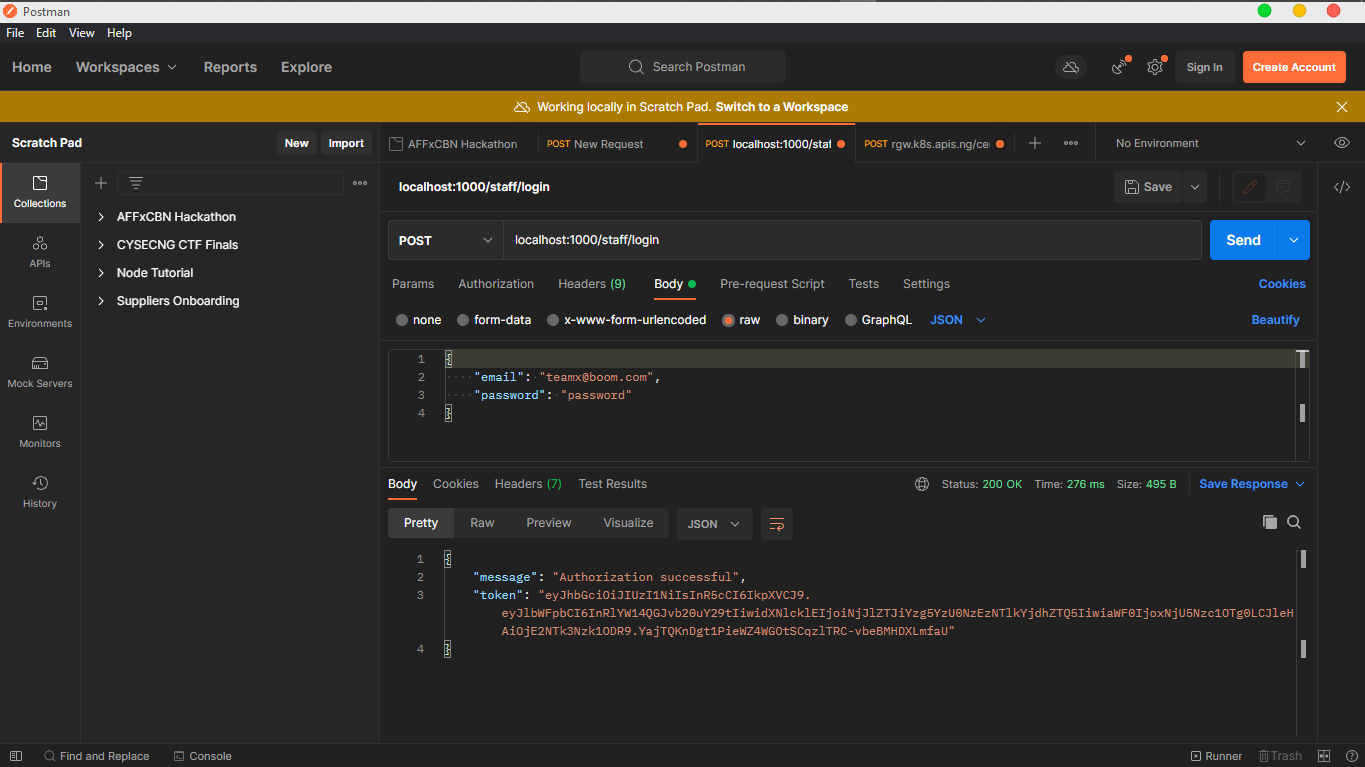 Postman
File Edit View Help
Home Workspaces Reports Explore Search Postman Sign In Create Account
Working locally in Scratch Pad. Switch to a Workspace
Scratch Pad New Import
AFFxCBN Hackathon POST New Request POST localhost:1000/staf POST rgw.k8s.apis.ng/cei No Environment
Collections
APIs
Environments
Mock Servers
Monitors
History
AFFxCBN Hackathon
CYSECNG CTF Finals
Node Tutorial
Suppliers Onboarding
localhost:1000/staff/login Save
POST localhost:1000/staff/login Send
Params Authorization Headers (9) Body Pre-request Script Tests Settings Cookies
none form-data x-www-form-urlencoded raw binary GraphQL JSON Beautify
1 {
2 "email": "teamx@boom.com",
3 "password": "password"
4 }
Body Cookies Headers (7) Test Results Status: 200 OK Time: 276 ms Size: 495 B Save Response
Pretty Raw Preview Visualize JSON
1 {
2 "message": "Authorization successful",
3 "token": "eyJhbGciOiJIUzI1NiIsInR5cCI6IkpXVCJ9.
eyJlbWFpbCI6InRlYW14QGJvb20uY29tIiwidXNlcklEIjoiNjJlZTJiYzg5YzU0NzEzNTlkYjdhZTQ5IiwiaWF0IjoxNjU5Nzc1OTg0LCJleH
AiOjE2NTk3Nzk1ODR9.YajTQKnDgt1PieWZ4WGOtSCqzlTRC-vbeBMHDXLmfaU"
4 }
Find and Replace Console Runner Trash